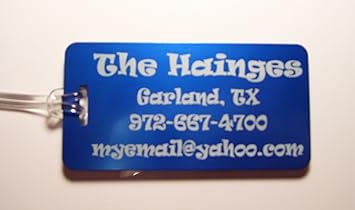 The Hainges
Garland, TX
972-667-4700
myemail@yahoo.com